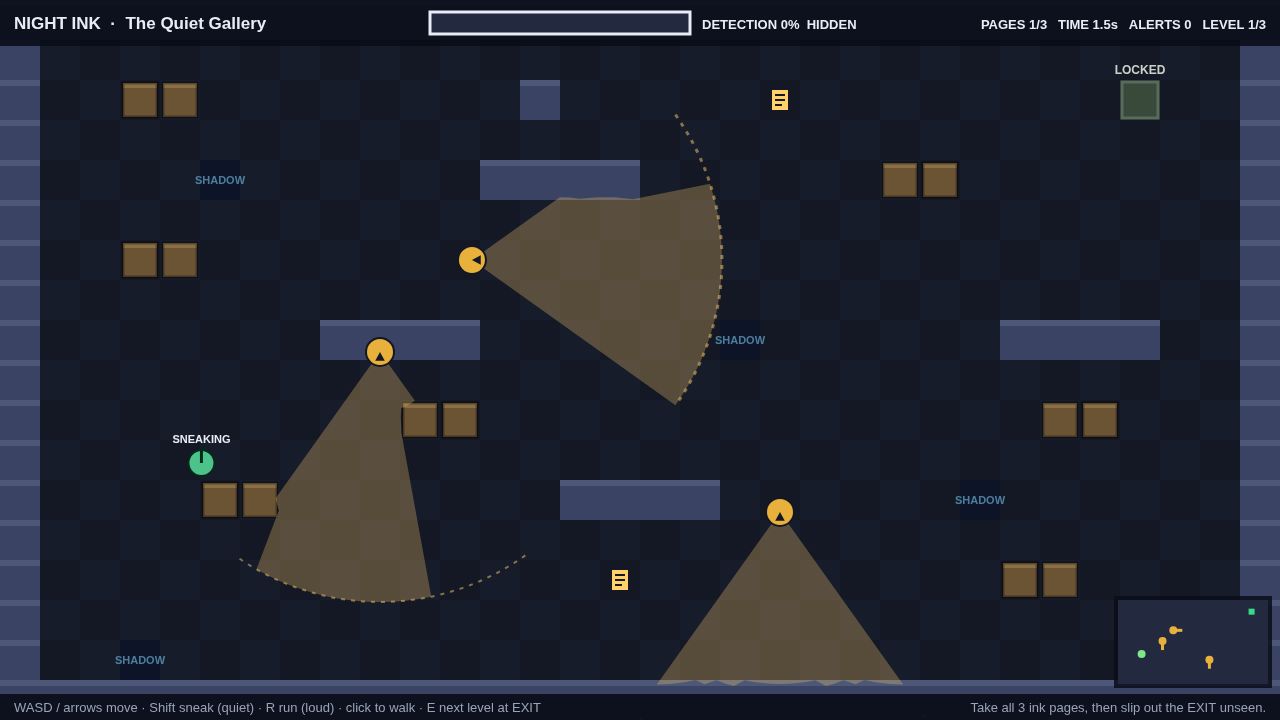 NIGHT INK · The Quiet Gallery
DETECTION 0% HIDDEN
PAGES 1/3 TIME 1.5s ALERTS 0 LEVEL 1/3
LOCKED
SHADOW
SHADOW
SNEAKING
SHADOW
SHADOW
WASD / arrows move · Shift sneak (quiet) · R run (loud) · click to walk · E next level at EXIT
Take all 3 ink pages, then slip out the EXIT unseen.